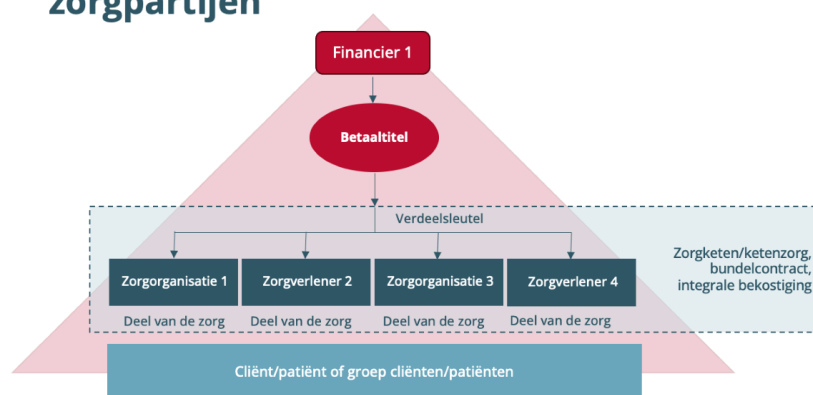 zorgpartijen
Financier 1
Betaaltitel
Verdeelsleutel
Zorgketen/ketenzorg,
bundelcontract,
integrale bekostiging
Zorgorganisatie 1
Zorgverlener 2
Zorgorganisatie 3
Zorgverlener 4
Deel van de zorg
Deel van de zorg
Deel van de zorg
Deel van de zorg
Cliënt/patiënt of groep cliënten/patiënten